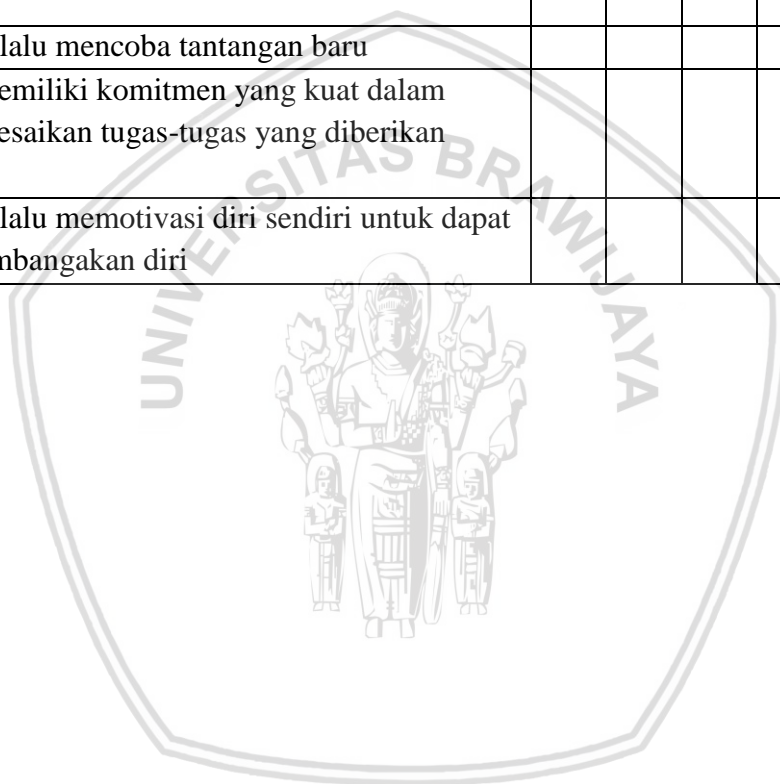 lalu mencoba tantangan baru
emiliki komitmen yang kuat dalam
esaikan tugas-tugas yang diberikan
lalu memotivasi diri sendiri untuk dapat
mbangakan diri
UNIVERSITAS BRAWIJAYA